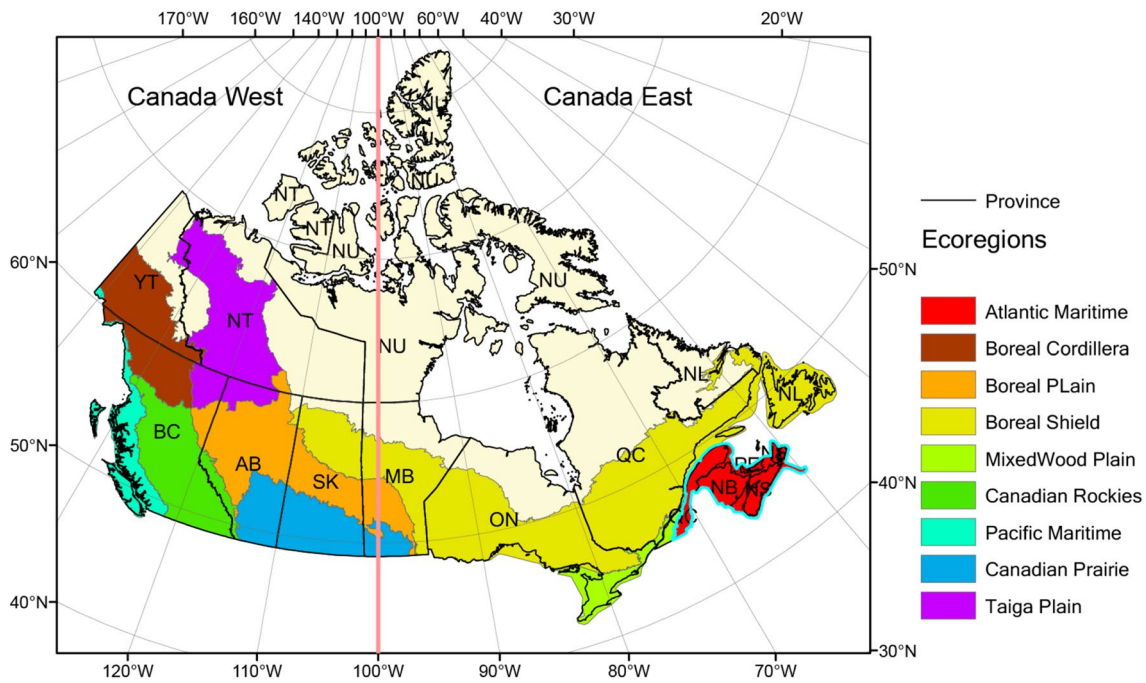 170°W 160°W 140°W 120°W 100°W 80°W 60°W 40°W 30°W 20°W
Canada West
Canada East
NU
NU
NT
NT
NU
NU
Province
Ecoregions
60°N
50°N
YT
NT
NU
NL
NL
Atlantic Maritime
Boreal Cordillera
Boreal PLain
Boreal Shield
MixedWood Plain
Canadian Rockies
Pacific Maritime
Canadian Prairie
Taiga Plain
50°N
BC
AB
SK
MB
ON
QC
NB
NS
40°N
40°N
30°N
120°W 110°W 100°W 90°W 80°W 70°W